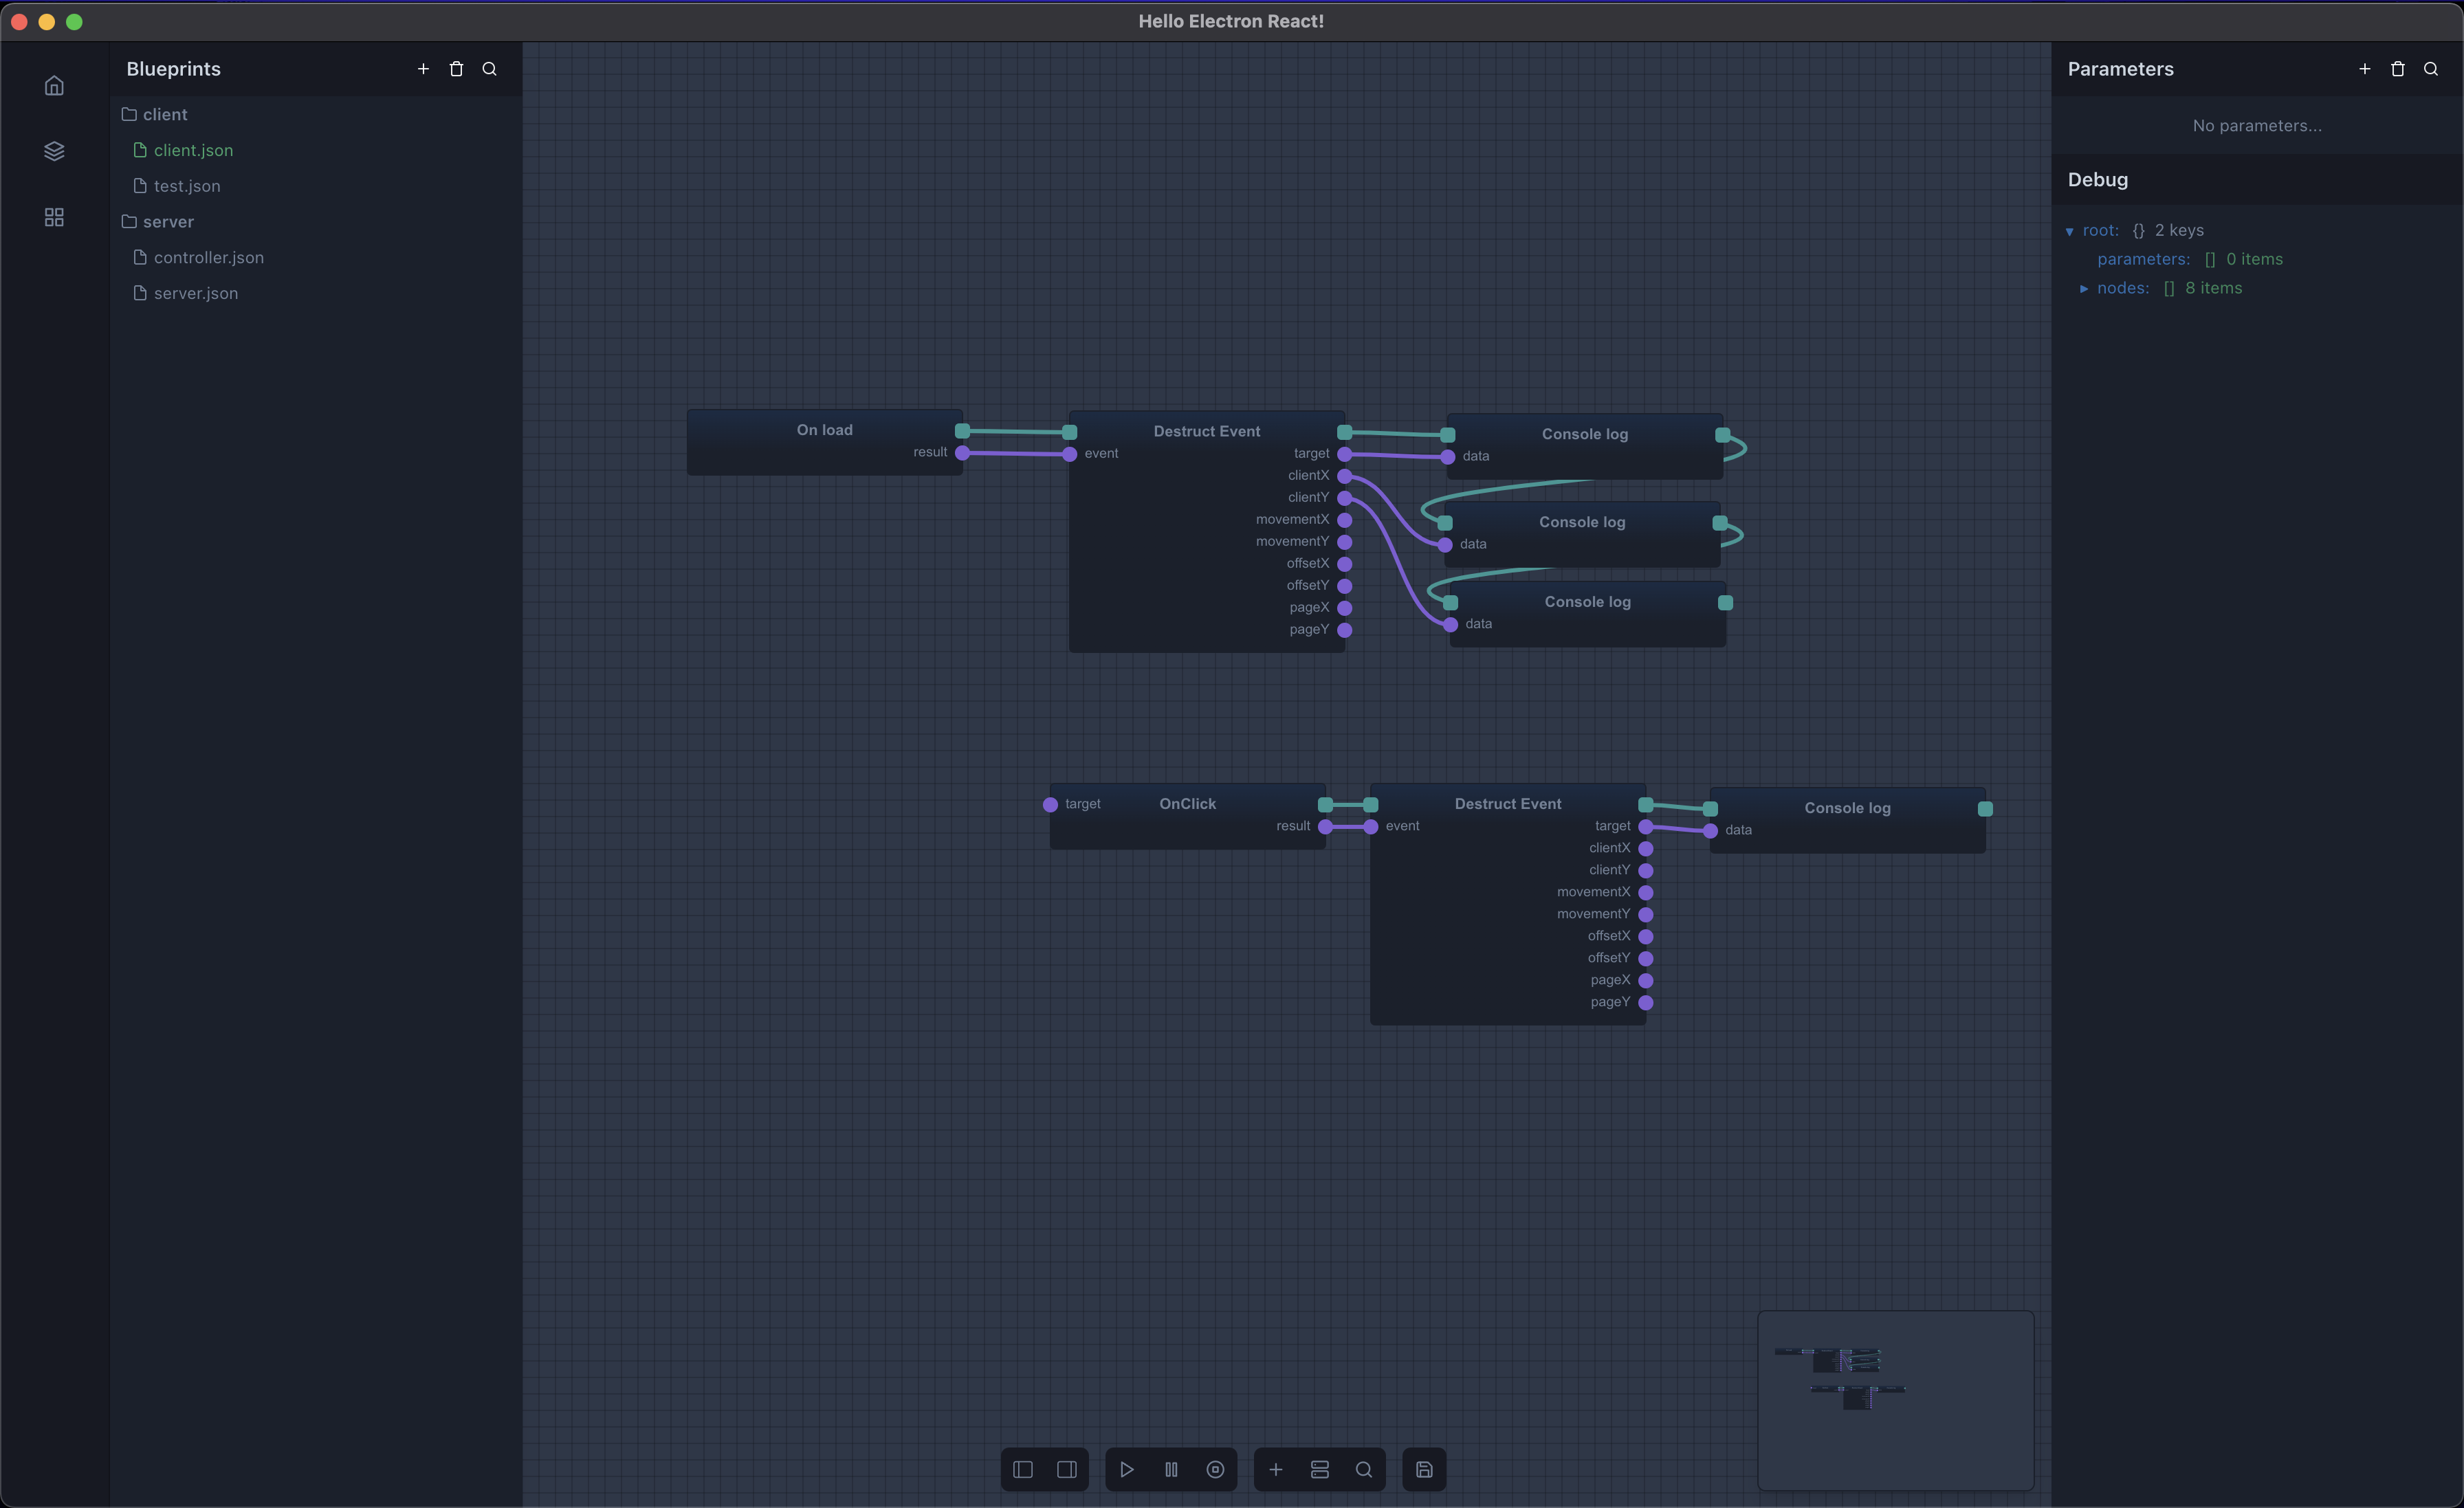 Hello Electron React!
Blueprints
client
client.json
test.json
server
controller.json
server.json
On load
result
Destruct Event
event
target
clientX
clientY
movementX
movementY
offsetX
offsetY
pageX
pageY
Console log
data
Console log
data
Console log
data
target OnClick
result
Destruct Event
event
target
clientX
clientY
movementX
movementY
offsetX
offsetY
pageX
pageY
Console log
data
Parameters
No parameters...
Debug
root: {} 2 keys
parameters: [] 0 items
nodes: [] 8 items